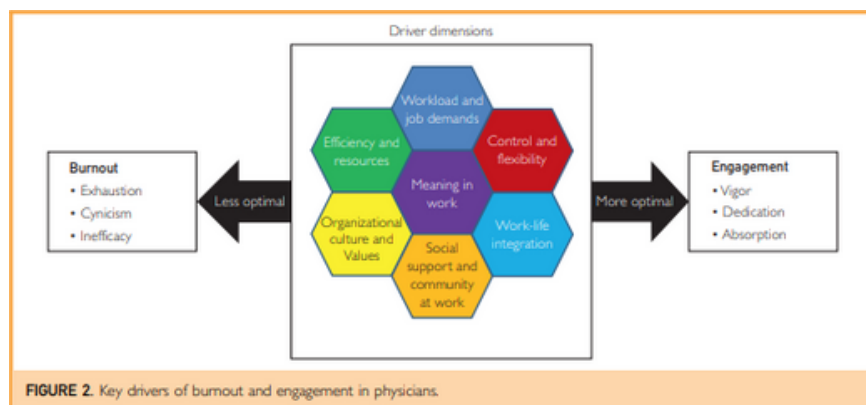 Driver dimensions
Workload and
job demands
Efficiency and
resources
Control and
flexibility
Meaning in
work
Organizational
culture and
Values
Work-life
integration
Social
support and
community
at work
Burnout
• Exhaustion
• Cynicism
• Inefficacy
Less optimal
More optimal
Engagement
• Vigor
• Dedication
• Absorption
FIGURE 2. Key drivers of burnout and engagement in physicians.